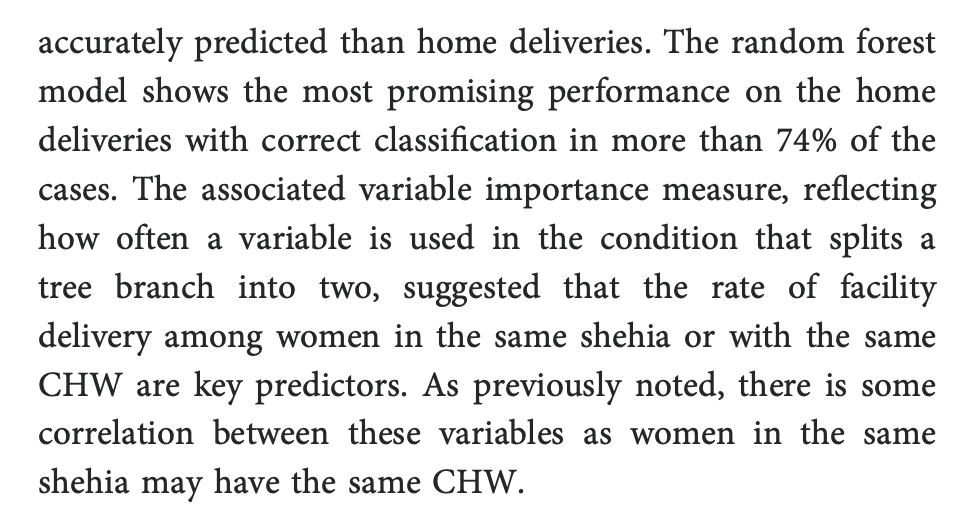 accurately predicted than home deliveries. The random forest
model shows the most promising performance on the home
deliveries with correct classification in more than 74% of the
cases. The associated variable importance measure, reflecting
how often a variable is used in the condition that splits a
tree branch into two, suggested that the rate of facility
delivery among women in the same shehia or with the same
CHW are key predictors. As previously noted, there is some
correlation between these variables as women in the same
shehia may have the same CHW.